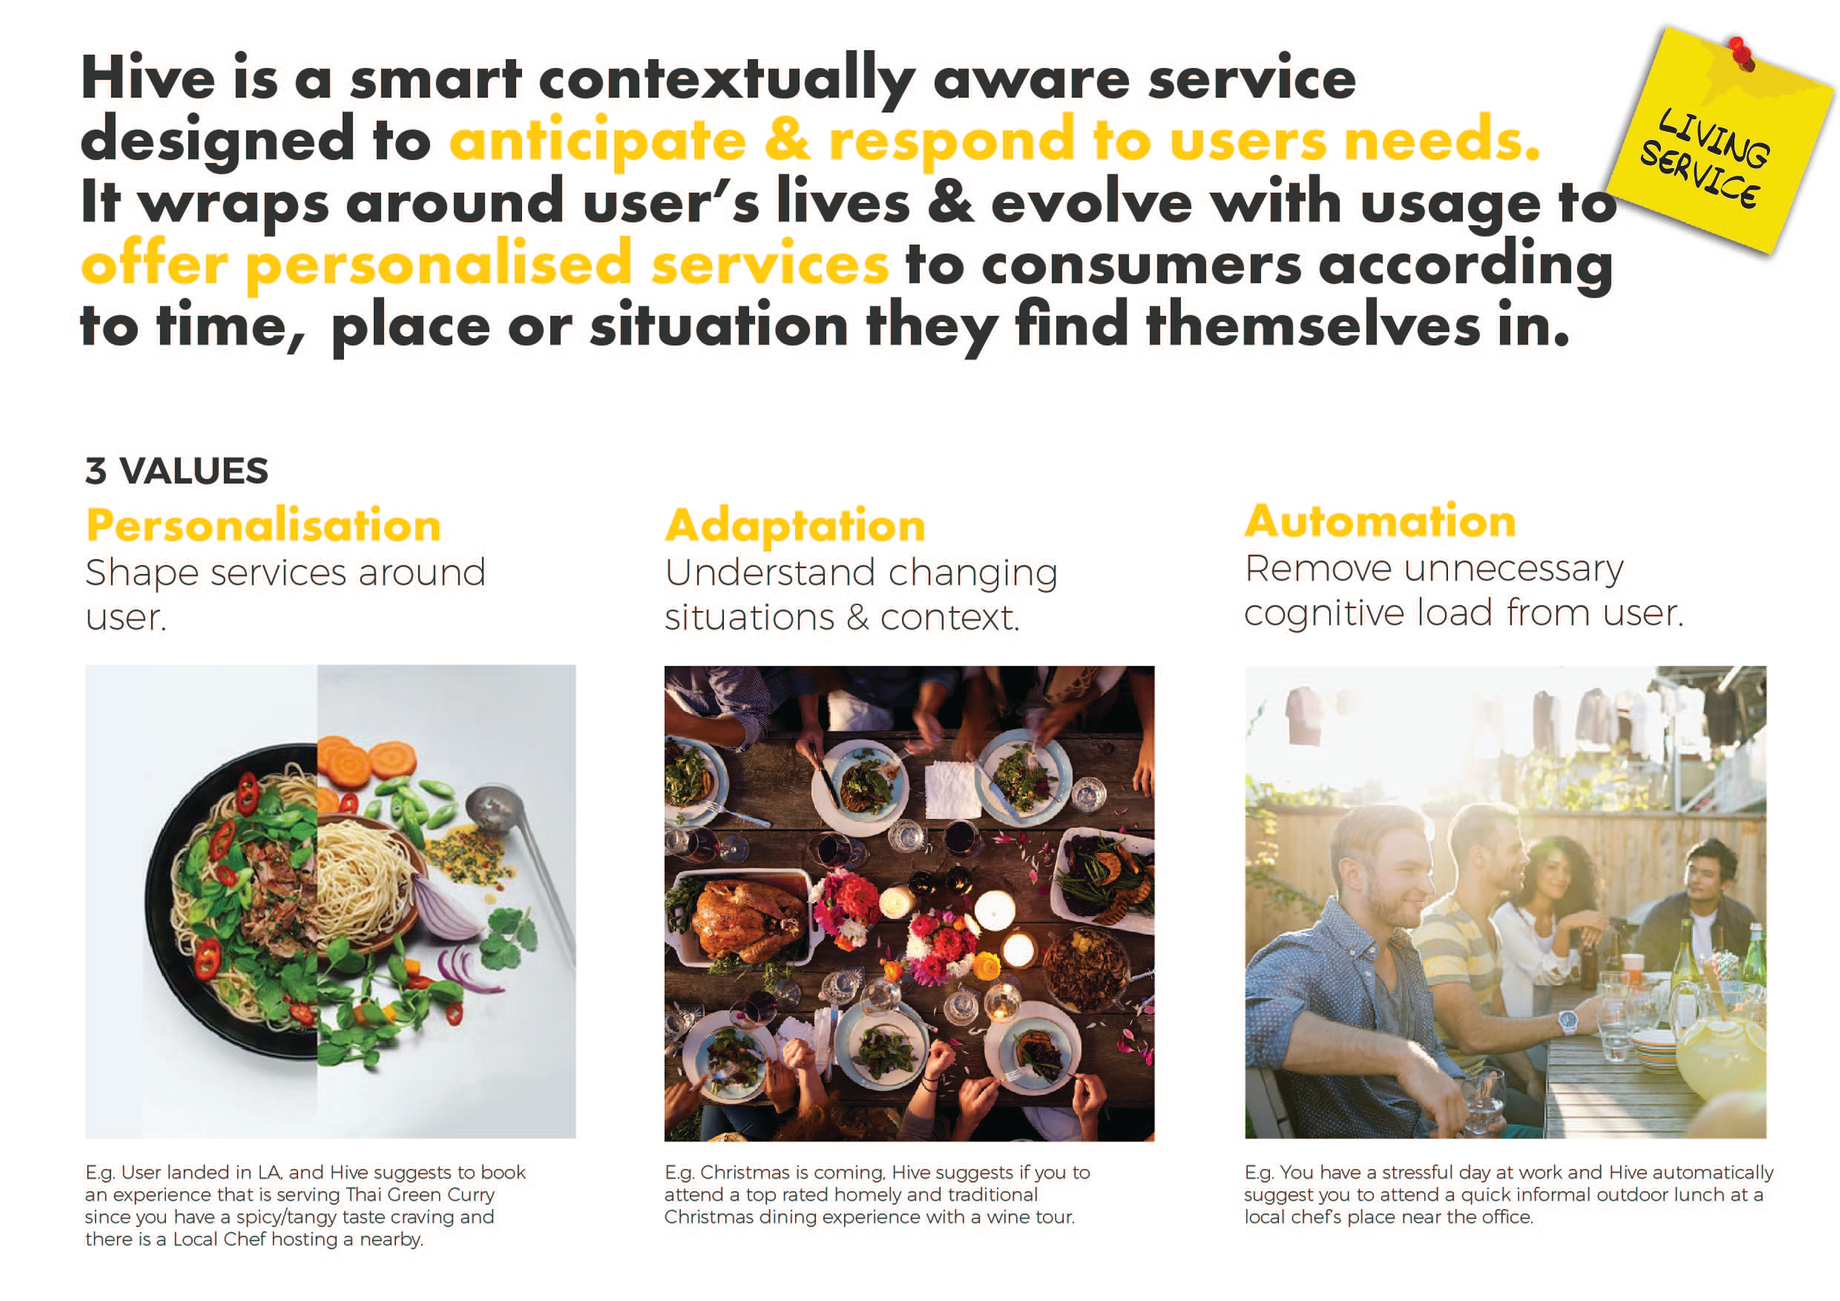 Hive is a smart contextually aware service
designed to anticipate & respond to users needs.
It wraps around user's lives & evolve with usage to
offer personalised services to consumers according
to time, place or situation they find themselves in.
LIVING
SERVICE
3 VALUES
Personalisation
Shape services around
user.
E.g. User landed in LA, and Hive suggests to book
an experience that is serving Thai Green Curry
since you have a spicy/tangy taste craving and
there is a Local Chef hosting a nearby.
Adaptation
Understand changing
situations & context.
E.g. Christmas is coming, Hive suggests if you to
attend a top rated homely and traditional
Christmas dining experience with a wine tour.
Automation
Remove unnecessary
cognitive load from user.
E.g. You have a stressful day at work and Hive automatically
suggest you to attend a quick informal outdoor lunch at a
local chef's place near the office.